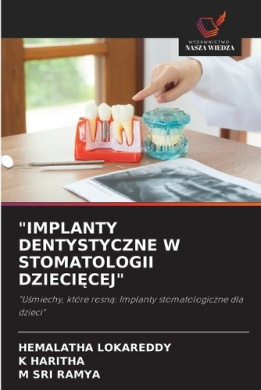 WYDAWNICTWO
NASZA WIEDZA
"IMPLANTY
DENTYSTYCZNE W
STOMATOLOGII
DZIECIĘCEJ"
"Uśmiechy, które rosną: Implanty stomatologiczne dla
dzieci"
HEMALATHA LOKAREDDY
K HARITHA
M SRI RAMYA